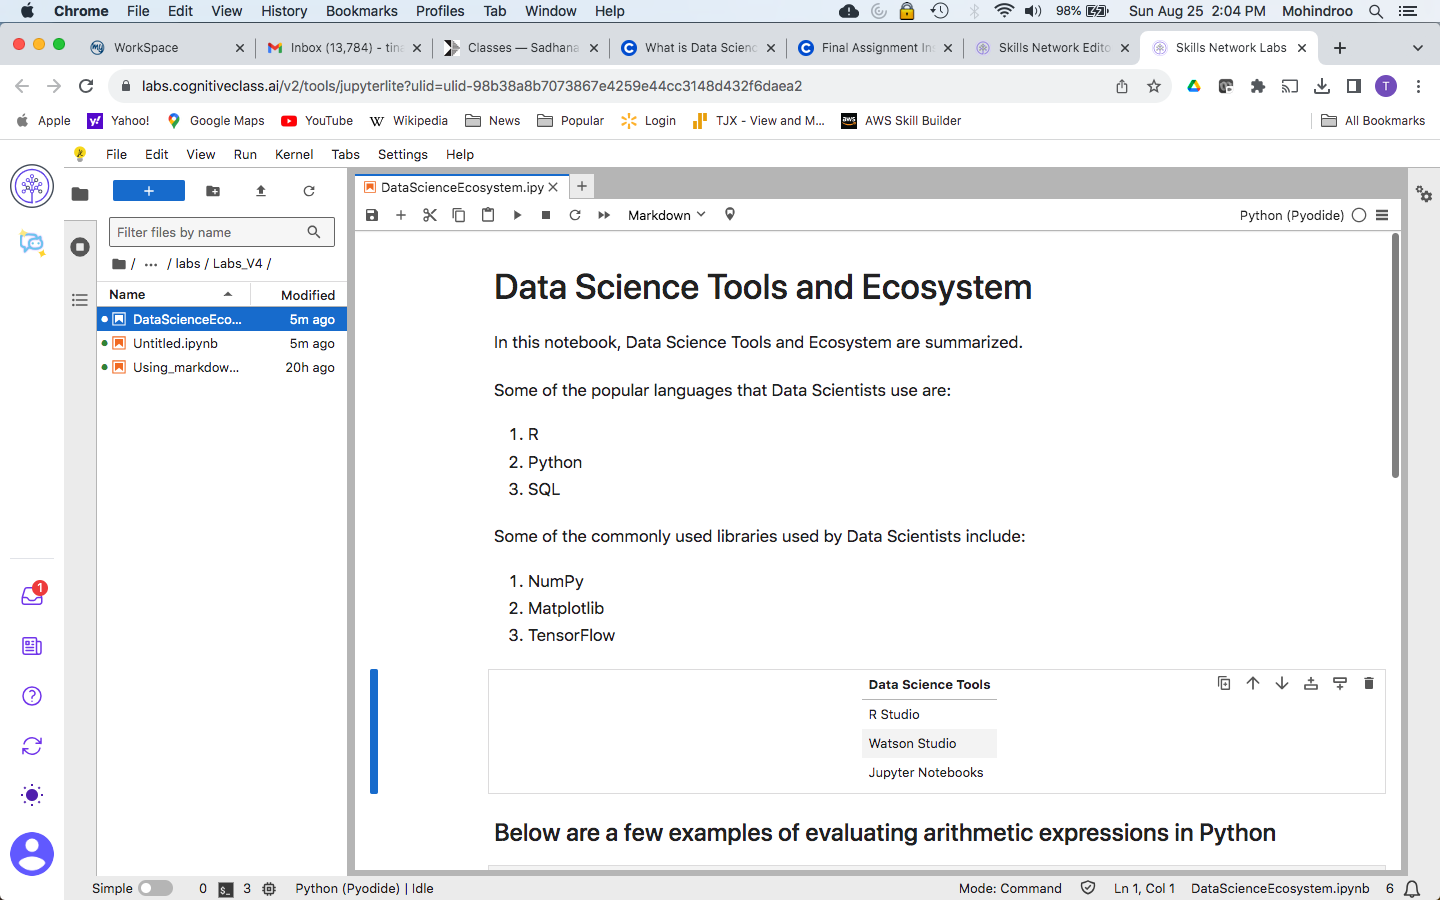 Chrome File Edit View History Bookmarks Profiles Tab Window Help 98% Sun Aug 25 2:04 PM Mohindroo
WorkSpace Inbox (13,784) - tina Classes — Sadhana What is Data Scienc Final Assignment In Skills Network Edito Skills Network Labs
labs.cognitiveclass.ai/v2/tools/jupyterlite?ulid=ulid-98b38a8b7073867e4259e44cc3148d432f6daea2 T
Apple Yahoo! Google Maps YouTube Wikipedia News Popular Login TJX - View and M... aws AWS Skill Builder All Bookmarks
File Edit View Run Kernel Tabs Settings Help
DataScienceEcosystem.ipy
Markdown Python (Pyodide)
Filter files by name
/ ... / labs / Labs_V4 /
Name Modified
DataScienceEco... 5m ago
Untitled.ipynb 5m ago
Using_markdow... 20h ago
Data Science Tools and Ecosystem
In this notebook, Data Science Tools and Ecosystem are summarized.
Some of the popular languages that Data Scientists use are:
1. R
2. Python
3. SQL
Some of the commonly used libraries used by Data Scientists include:
1. NumPy
2. Matplotlib
3. TensorFlow
Data Science Tools
R Studio
Watson Studio
Jupyter Notebooks
Below are a few examples of evaluating arithmetic expressions in Python
1
Simple 0 $_ 3 Python (Pyodide) | Idle Mode: Command Ln 1, Col 1 DataScienceEcosystem.ipynb 6